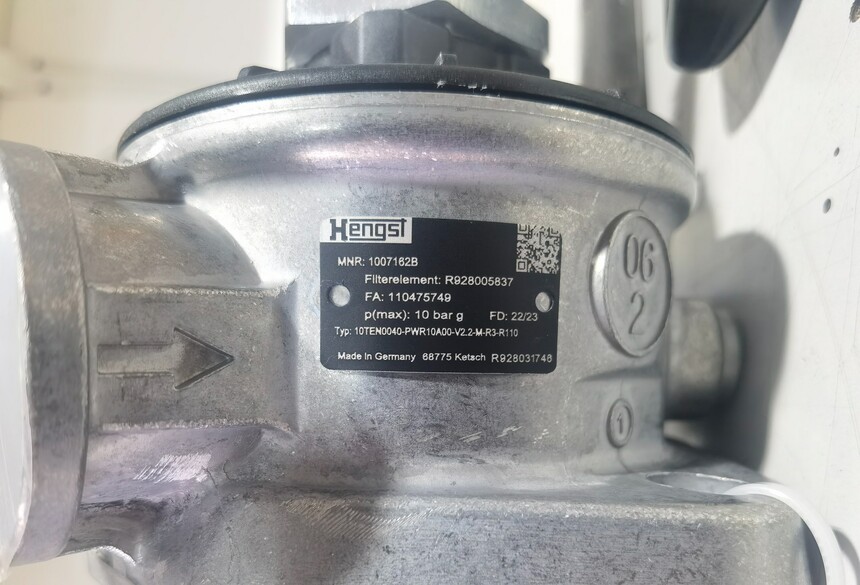 Hengst
MNR: 1007162B
Filterelement: R928005837
FA: 110475749
p(max): 10 bar g FD: 22/23
Typ: 10TEN0040-PWR10A00-V2.2-M-R3-R110
Made in Germany 68775 Ketsch R928031748
06
2
1